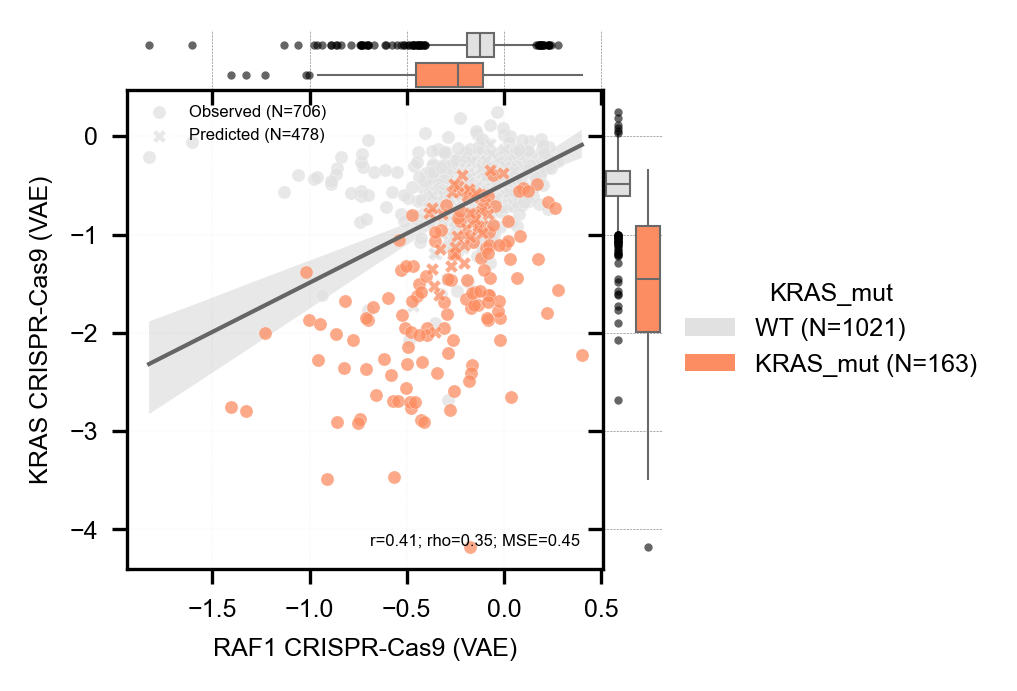 Observed (N=706)
Predicted (N=478)
0
−1
−2
−3
−4
KRAS CRISPR-Cas9 (VAE)
r=0.41; rho=0.35; MSE=0.45
−1.5
−1.0
−0.5
0.0
0.5
RAF1 CRISPR-Cas9 (VAE)
KRAS_mut
WT (N=1021)
KRAS_mut (N=163)